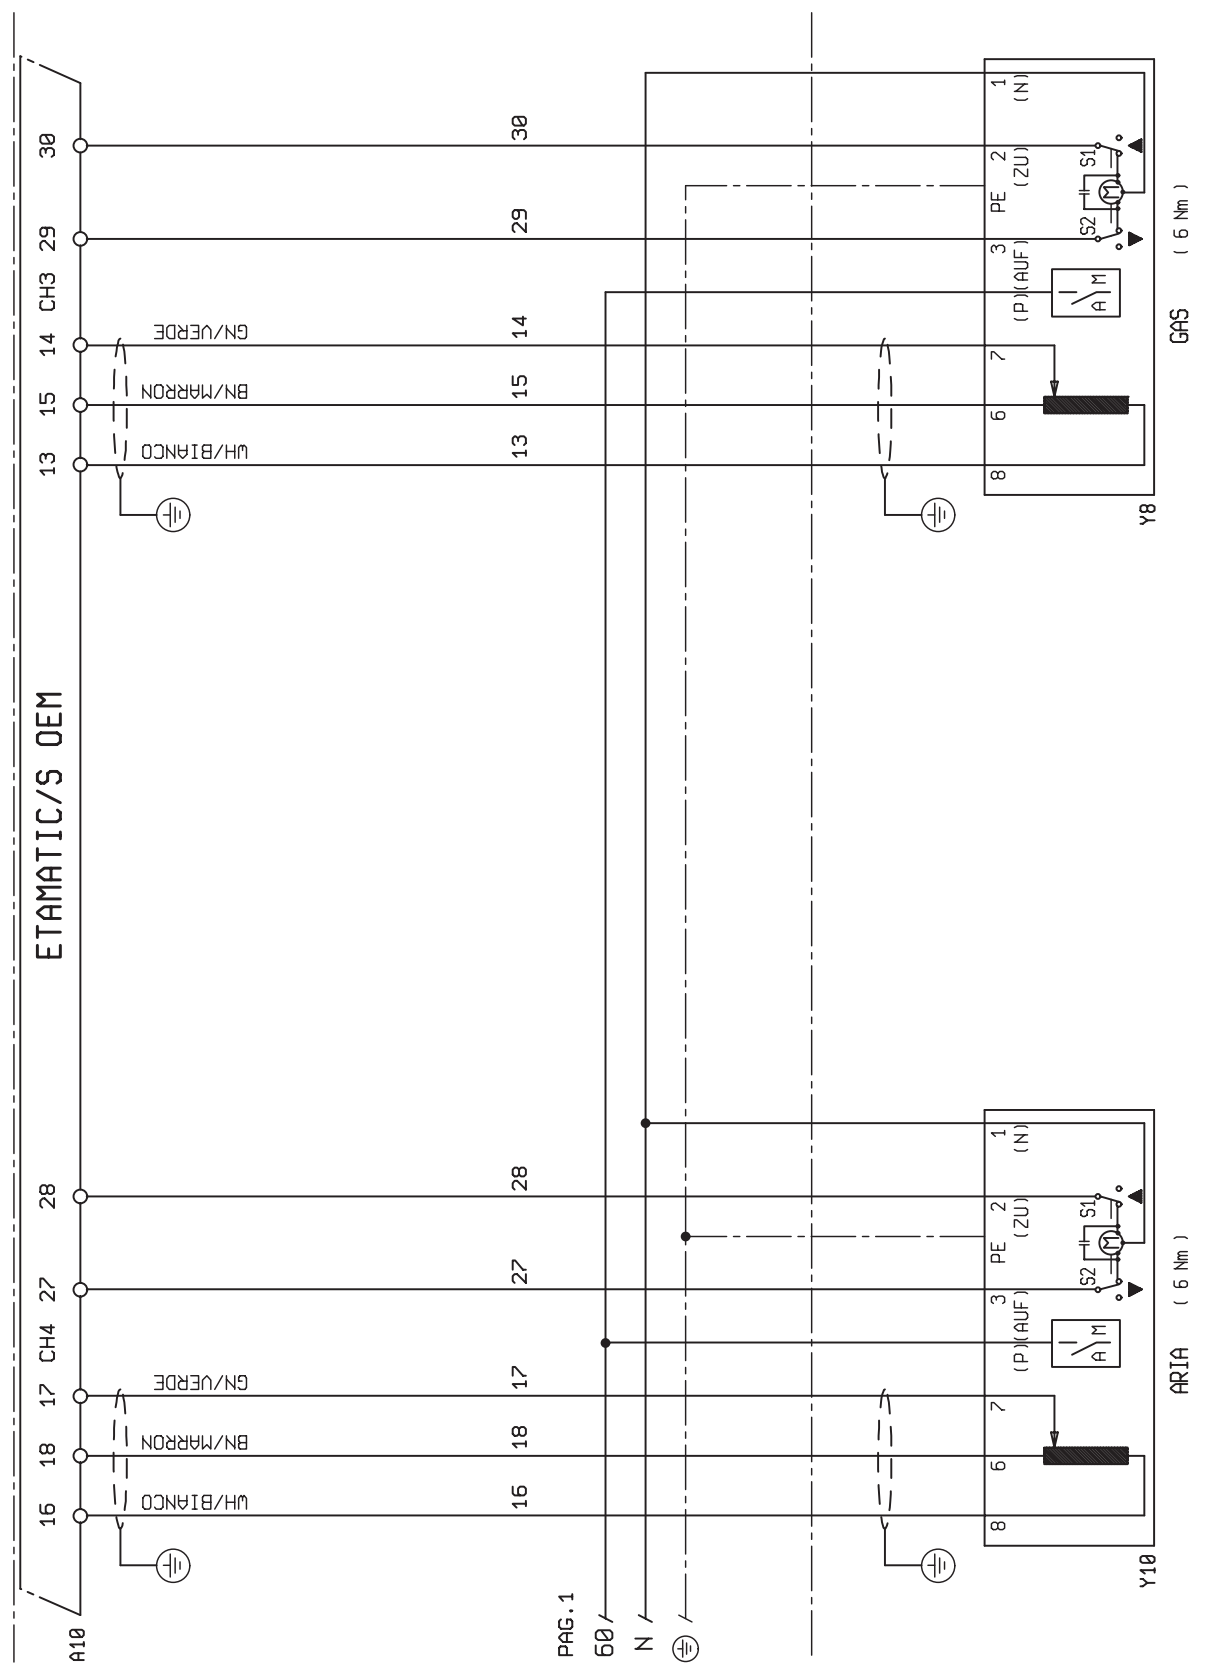 16 18 17 CH4 27 28 ETAMATIC/S OEM 13 15 14 CH3 29 30
A10
WH/BIANCO
BN/MARRON
GN/VERDE
WH/BIANCO
BN/MARRON
GN/VERDE
16 18 17 27 28 13 15 14 29 30
PAG.1
60
N
8 6 7 3 PE 2 1
(P)(AUF) (ZU) (N)
8 6 7 3 PE 2 1
(P)(AUF) (ZU) (N)
S2 S1
M
A M
S2 S1
M
A M
Y10
Y8
ARIA ( 6 Nm )
GAS ( 6 Nm )